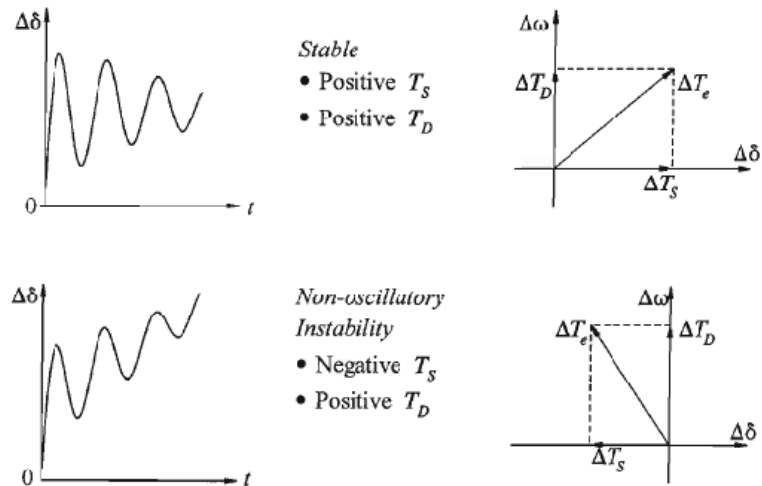 Δδ
0
t
Stable
• Positive T_S
• Positive T_D
Δω
ΔT_D
ΔT_e
Δδ
ΔT_S
Δδ
0
t
Non-oscillatory
Instability
• Negative T_S
• Positive T_D
Δω
ΔT_e
ΔT_D
Δδ
ΔT_S